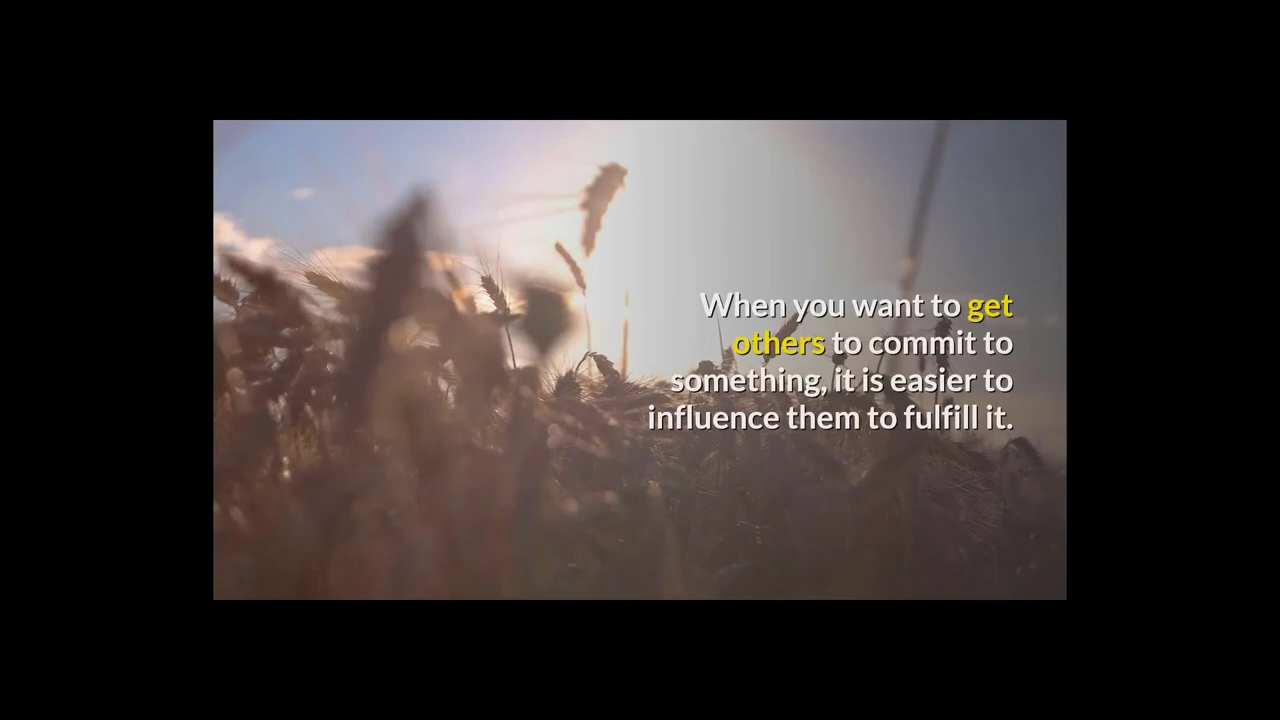 When you want to get
others to commit to
something, it is easier to
influence them to fulfill it.